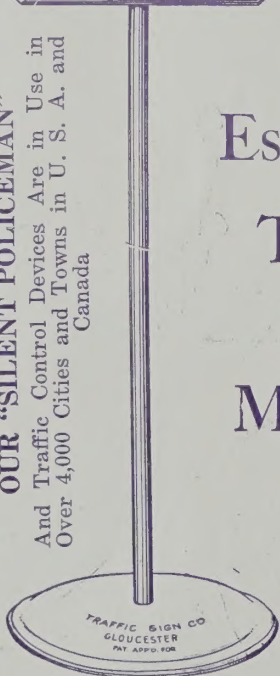 OUR "SILENT POLICEMAN"
And Traffic Control Devices Are in Use in
Over 4,000 Cities and Towns in U. S. A. and
Canada
TRAFFIC SIGN CO
GLOUCESTER
PAT. APP'D. FOR
Es
T
M